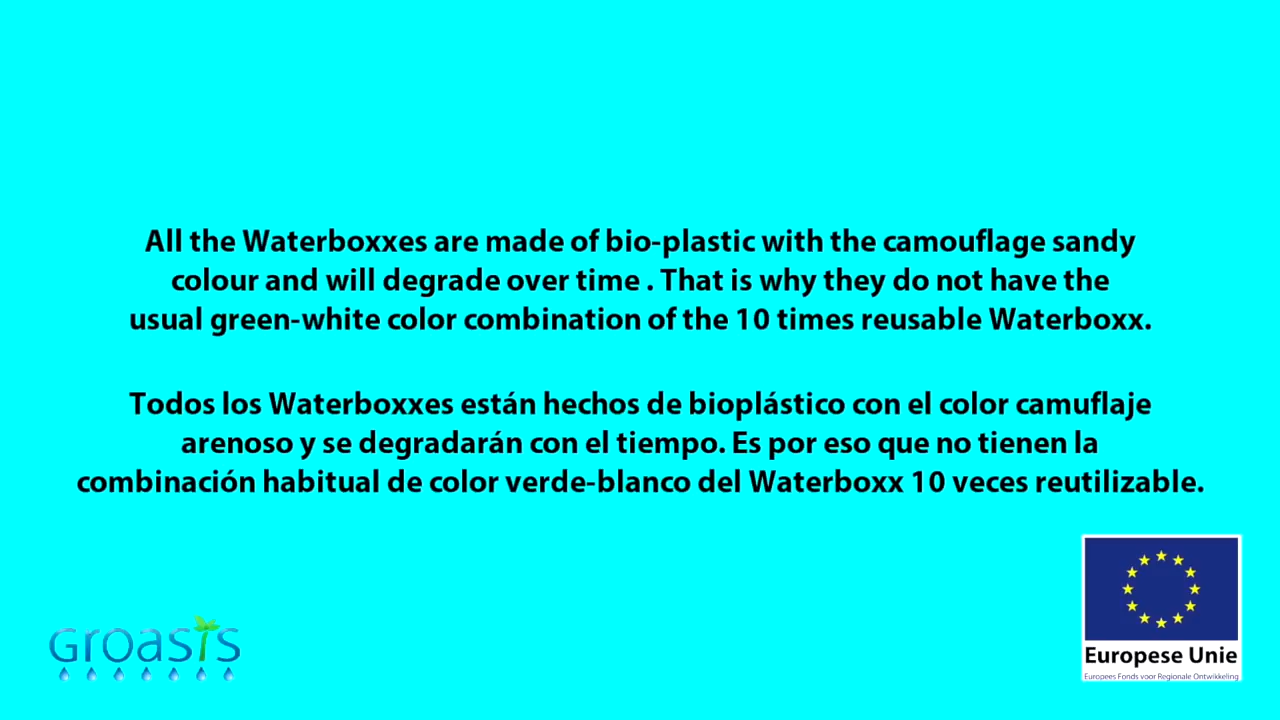 All the Waterboxxes are made of bio-plastic with the camouflage sandy
colour and will degrade over time . That is why they do not have the
usual green-white color combination of the 10 times reusable Waterboxx.
Todos los Waterboxxes están hechos de bioplástico con el color camuflaje
arenoso y se degradarán con el tiempo. Es por eso que no tienen la
combinación habitual de color verde-blanco del Waterboxx 10 veces reutilizable.
GROASIS
Europese Unie
Europees Fonds voor Regionale Ontwikkeling